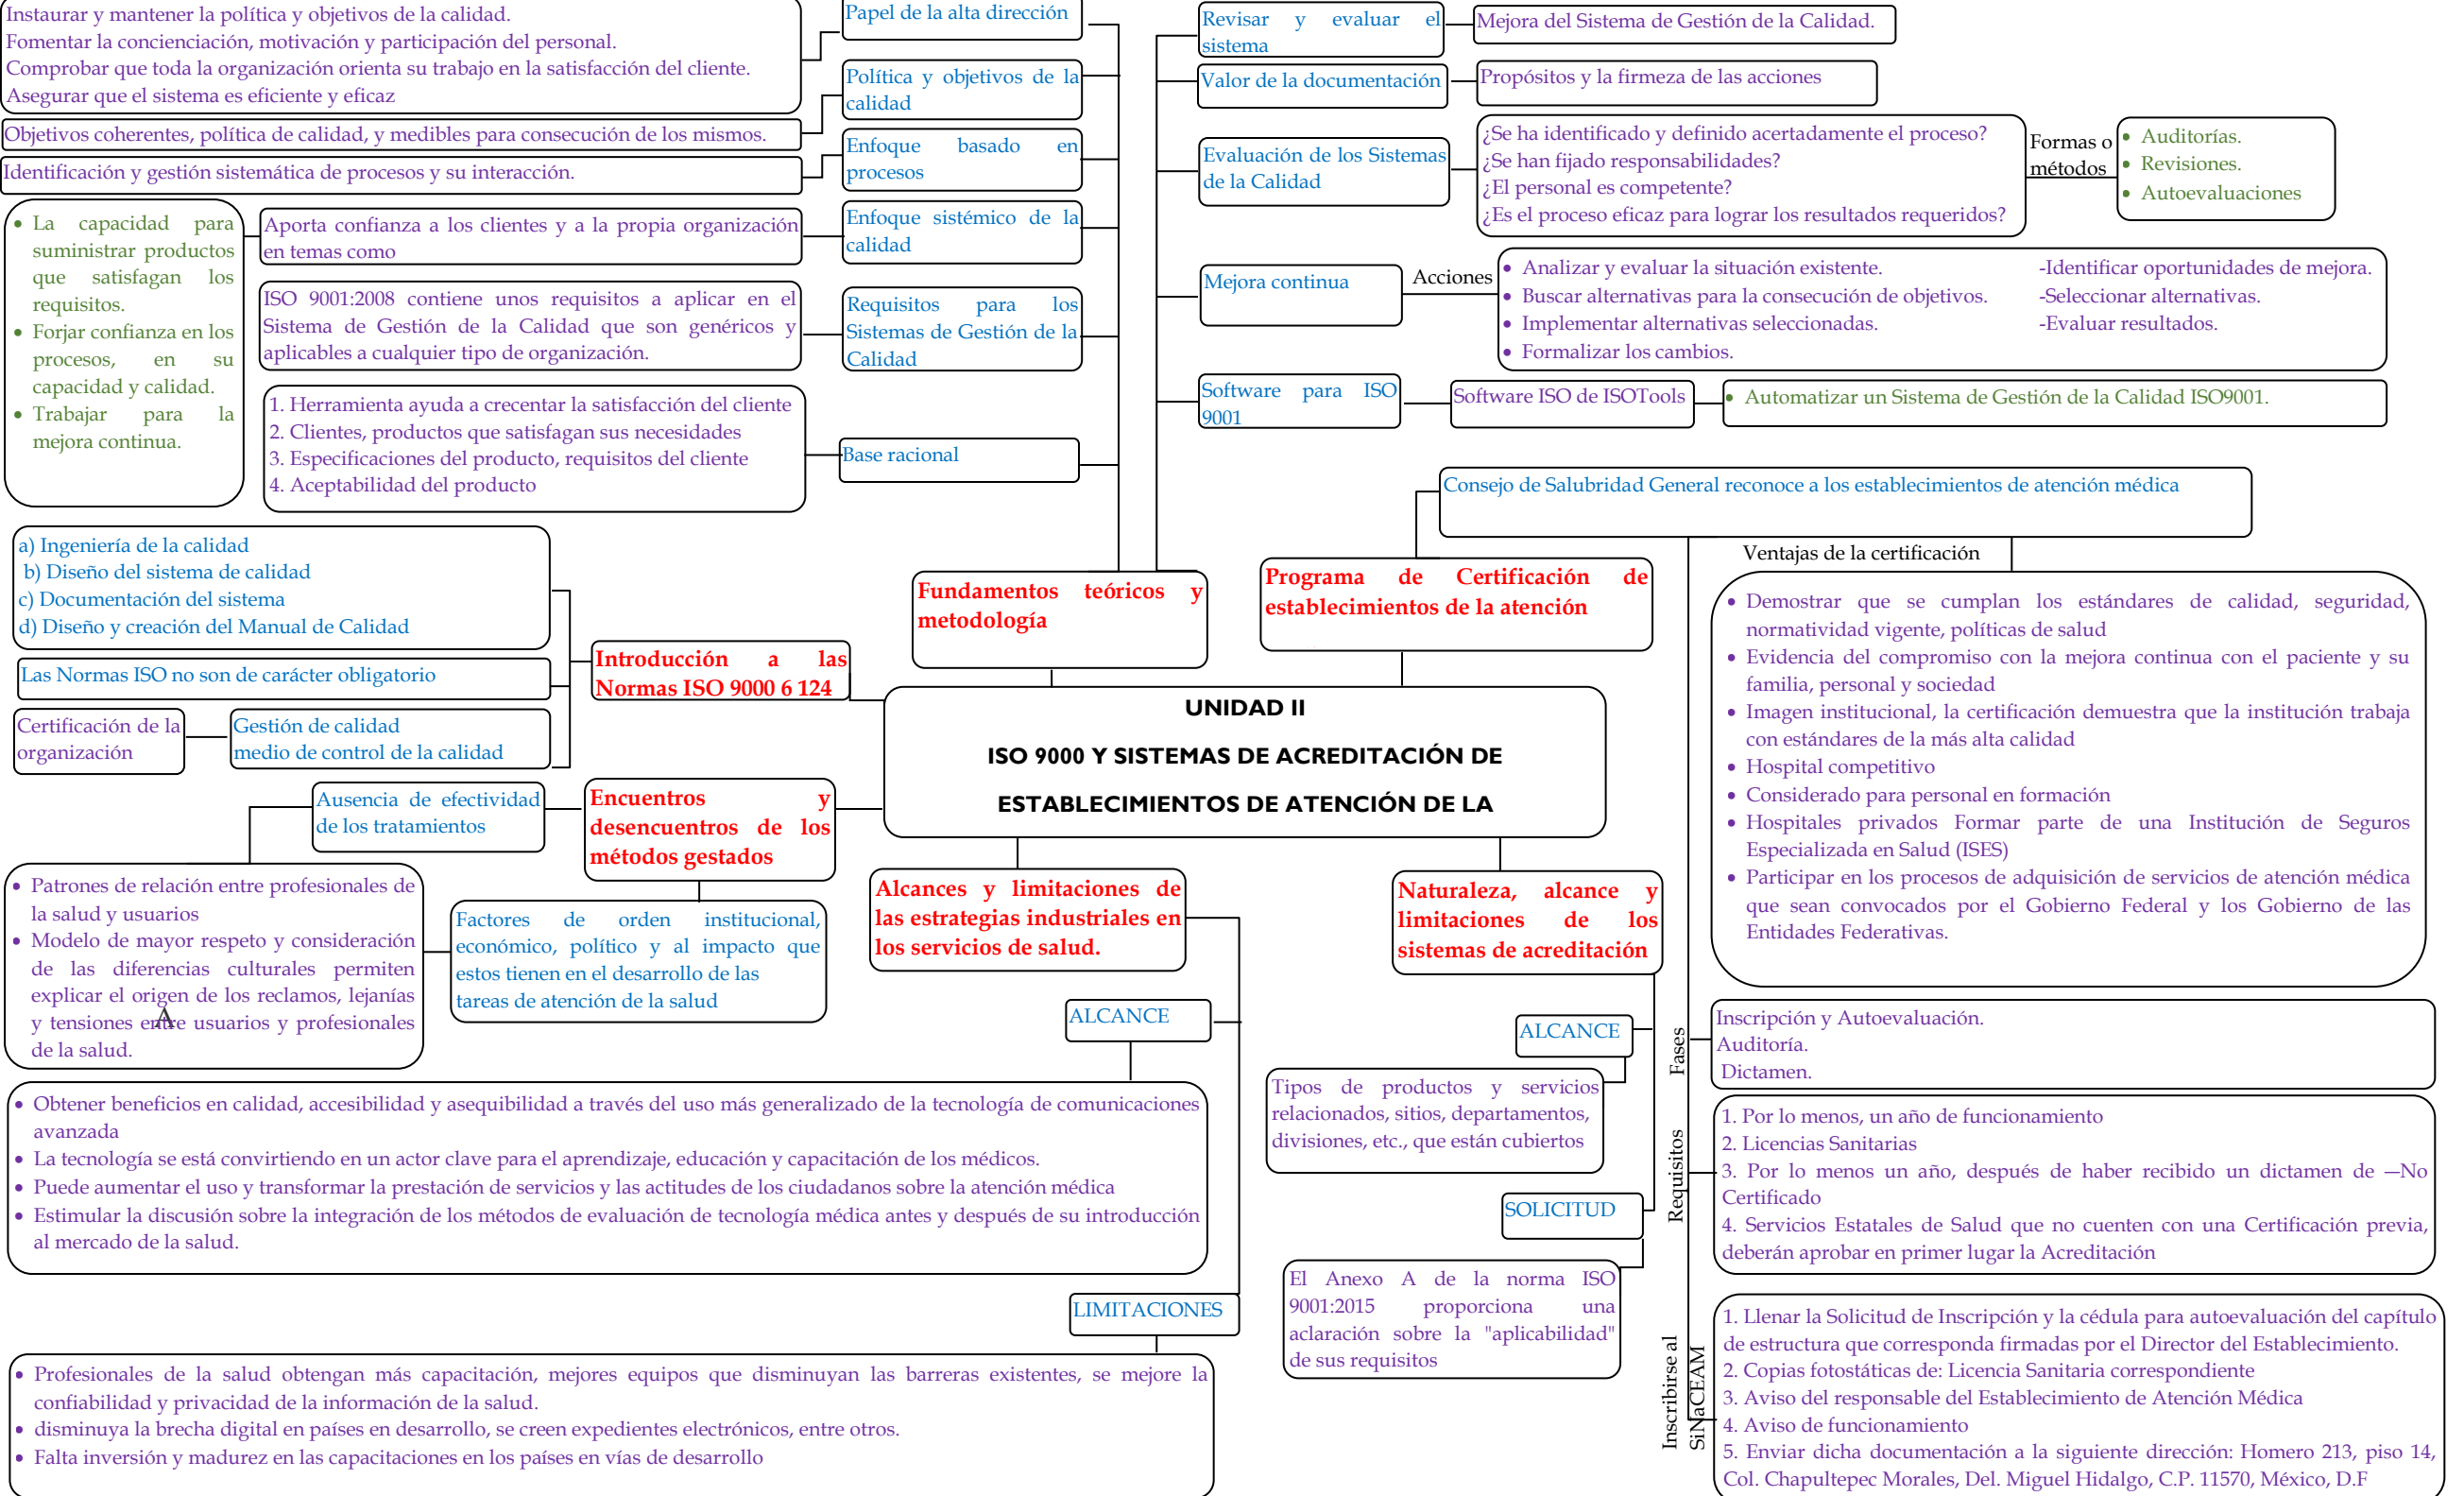 Instaurar y mantener la política y objetivos de la calidad.
Fomentar la concienciación, motivación y participación del personal.
Comprobar que toda la organización orienta su trabajo en la satisfacción del cliente.
Asegurar que el sistema es eficiente y eficaz
Papel de la alta dirección
Objetivos coherentes, política de calidad, y medibles para consecución de los mismos.
Política y objetivos de la
calidad
Identificación y gestión sistemática de procesos y su interacción.
Enfoque basado en
procesos
• La capacidad para
suministrar productos
que satisfagan los
requisitos.
• Forjar confianza en los
procesos, en su
capacidad y calidad.
• Trabajar para la
mejora continua.
Aporta confianza a los clientes y a la propia organización
en temas como
Enfoque sistémico de la
calidad
ISO 9001:2008 contiene unos requisitos a aplicar en el
Sistema de Gestión de la Calidad que son genéricos y
aplicables a cualquier tipo de organización.
Requisitos para los
Sistemas de Gestión de la
Calidad
1. Herramienta ayuda a crecentar la satisfacción del cliente
2. Clientes, productos que satisfagan sus necesidades
3. Especificaciones del producto, requisitos del cliente
4. Aceptabilidad del producto
Base racional
Revisar y evaluar el
sistema
Mejora del Sistema de Gestión de la Calidad.
Valor de la documentación
Propósitos y la firmeza de las acciones
Evaluación de los Sistemas
de la Calidad
¿Se ha identificado y definido acertadamente el proceso?
¿Se han fijado responsabilidades?
¿El personal es competente?
¿Es el proceso eficaz para lograr los resultados requeridos?
Formas o
métodos
• Auditorías.
• Revisiones.
• Autoevaluaciones
Mejora continua
Acciones
• Analizar y evaluar la situación existente. -Identificar oportunidades de mejora.
• Buscar alternativas para la consecución de objetivos. -Seleccionar alternativas.
• Implementar alternativas seleccionadas. -Evaluar resultados.
• Formalizar los cambios.
Software para ISO
9001
Software ISO de ISOTools
• Automatizar un Sistema de Gestión de la Calidad ISO9001.
Consejo de Salubridad General reconoce a los establecimientos de atención médica
a) Ingeniería de la calidad
b) Diseño del sistema de calidad
c) Documentación del sistema
d) Diseño y creación del Manual de Calidad
Las Normas ISO no son de carácter obligatorio
Certificación de la
organización
Gestión de calidad
medio de control de la calidad
Introducción a las
Normas ISO 9000 6 124
Fundamentos teóricos y
metodología
Programa de Certificación de
establecimientos de la atención
Ventajas de la certificación
• Demostrar que se cumplan los estándares de calidad, seguridad,
normatividad vigente, políticas de salud
• Evidencia del compromiso con la mejora continua con el paciente y su
familia, personal y sociedad
• Imagen institucional, la certificación demuestra que la institución trabaja
con estándares de la más alta calidad
• Hospital competitivo
• Considerado para personal en formación
• Hospitales privados Formar parte de una Institución de Seguros
Especializada en Salud (ISES)
• Participar en los procesos de adquisición de servicios de atención médica
que sean convocados por el Gobierno Federal y los Gobierno de las
Entidades Federativas.
UNIDAD II
ISO 9000 Y SISTEMAS DE ACREDITACIÓN DE
ESTABLECIMIENTOS DE ATENCIÓN DE LA
Ausencia de efectividad
de los tratamientos
Encuentros y
desencuentros de los
métodos gestados
• Patrones de relación entre profesionales de
la salud y usuarios
• Modelo de mayor respeto y consideración
de las diferencias culturales permiten
explicar el origen de los reclamos, lejanías
y tensiones entre usuarios y profesionales
de la salud.
A
Factores de orden institucional,
económico, político y al impacto que
estos tienen en el desarrollo de las
tareas de atención de la salud
Alcances y limitaciones de
las estrategias industriales en
los servicios de salud.
Naturaleza, alcance y
limitaciones de los
sistemas de acreditación
ALCANCE
• Obtener beneficios en calidad, accesibilidad y asequibilidad a través del uso más generalizado de la tecnología de comunicaciones
avanzada
• La tecnología se está convirtiendo en un actor clave para el aprendizaje, educación y capacitación de los médicos.
• Puede aumentar el uso y transformar la prestación de servicios y las actitudes de los ciudadanos sobre la atención médica
• Estimular la discusión sobre la integración de los métodos de evaluación de tecnología médica antes y después de su introducción
al mercado de la salud.
LIMITACIONES
• Profesionales de la salud obtengan más capacitación, mejores equipos que disminuyan las barreras existentes, se mejore la
confiabilidad y privacidad de la información de la salud.
• disminuya la brecha digital en países en desarrollo, se creen expedientes electrónicos, entre otros.
• Falta inversión y madurez en las capacitaciones en los países en vías de desarrollo
ALCANCE
Tipos de productos y servicios
relacionados, sitios, departamentos,
divisiones, etc., que están cubiertos
SOLICITUD
El Anexo A de la norma ISO
9001:2015 proporciona una
aclaración sobre la "aplicabilidad"
de sus requisitos
Fases
Inscripción y Autoevaluación.
Auditoría.
Dictamen.
Requisitos
1. Por lo menos, un año de funcionamiento
2. Licencias Sanitarias
3. Por lo menos un año, después de haber recibido un dictamen de ―No
Certificado
4. Servicios Estatales de Salud que no cuenten con una Certificación previa,
deberán aprobar en primer lugar la Acreditación
Inscribirse al
SiNaCEAM
1. Llenar la Solicitud de Inscripción y la cédula para autoevaluación del capítulo
de estructura que corresponda firmadas por el Director del Establecimiento.
2. Copias fotostáticas de: Licencia Sanitaria correspondiente
3. Aviso del responsable del Establecimiento de Atención Médica
4. Aviso de funcionamiento
5. Enviar dicha documentación a la siguiente dirección: Homero 213, piso 14,
Col. Chapultepec Morales, Del. Miguel Hidalgo, C.P. 11570, México, D.F